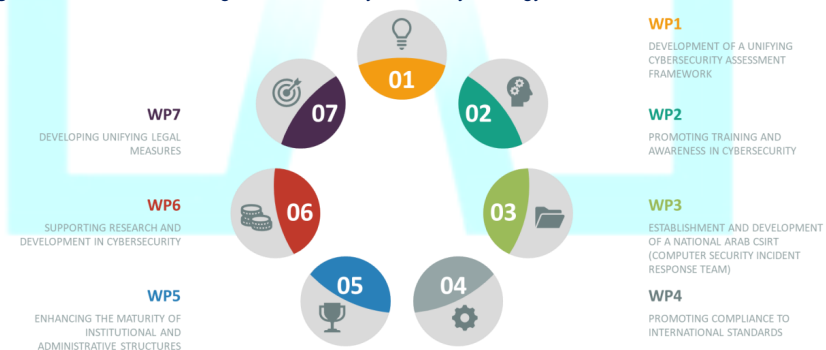 WP1
DEVELOPMENT OF A UNIFYING
CYBERSECURITY ASSESSMENT
FRAMEWORK
WP2
PROMOTING TRAINING AND
AWARENESS IN CYBERSECURITY
WP3
ESTABLISHMENT AND DEVELOPMENT
OF A NATIONAL ARAB CSIRT
(COMPUTER SECURITY INCIDENT
RESPONSE TEAM)
WP4
PROMOTING COMPLIANCE TO
INTERNATIONAL STANDARDS
WP5
ENHANCING THE MATURITY OF
INSTITUTIONAL AND
ADMINISTRATIVE STRUCTURES
WP6
SUPPORTING RESEARCH AND
DEVELOPMENT IN CYBERSECURITY
WP7
DEVELOPING UNIFYING LEGAL
MEASURES
01
02
03
04
05
06
07